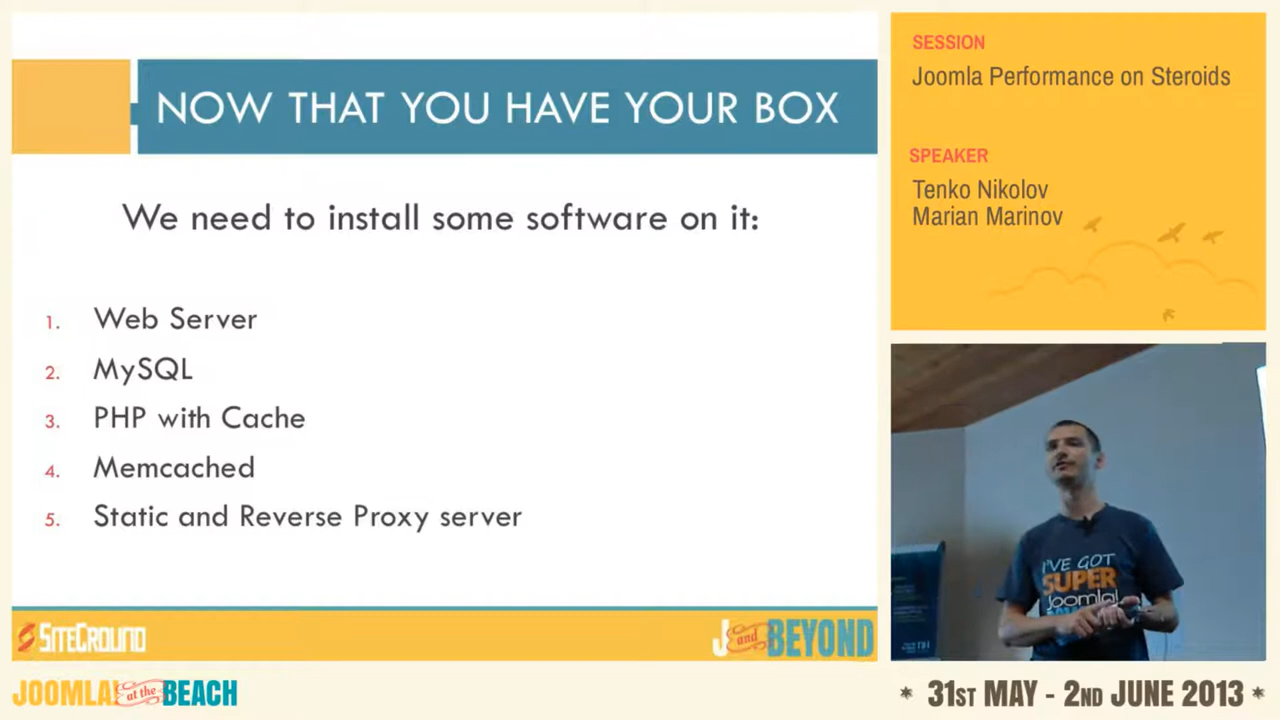 NOW THAT YOU HAVE YOUR BOX
We need to install some software on it:
1. Web Server
2. MySQL
3. PHP with Cache
4. Memcached
5. Static and Reverse Proxy server
SITEGROUND
J and BEYOND
SESSION
Joomla Performance on Steroids
SPEAKER
Tenko Nikolov
Marian Marinov
I'VE GOT
SUPER
Joomla!
JOOMLA! at the BEACH
* 31ST MAY - 2ND JUNE 2013 *